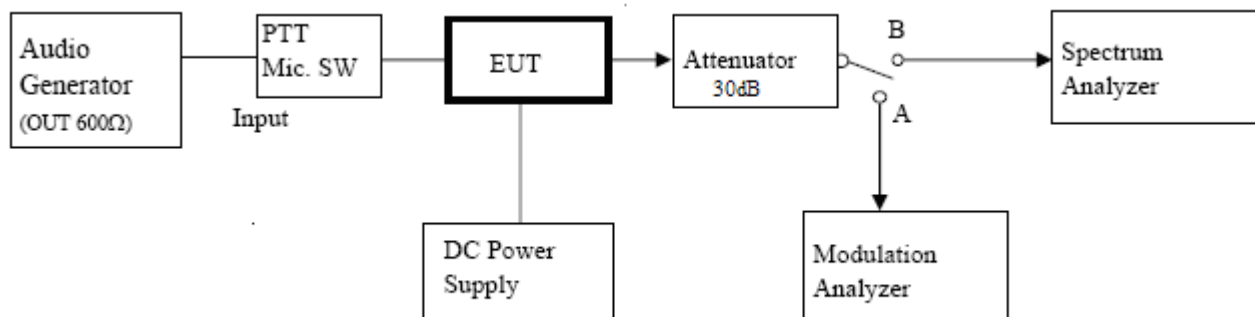 Audio
Generator
(OUT 600Ω)
Input
PTT
Mic. SW
EUT
Attenuator
30dB
B
A
Spectrum
Analyzer
DC Power
Supply
Modulation
Analyzer